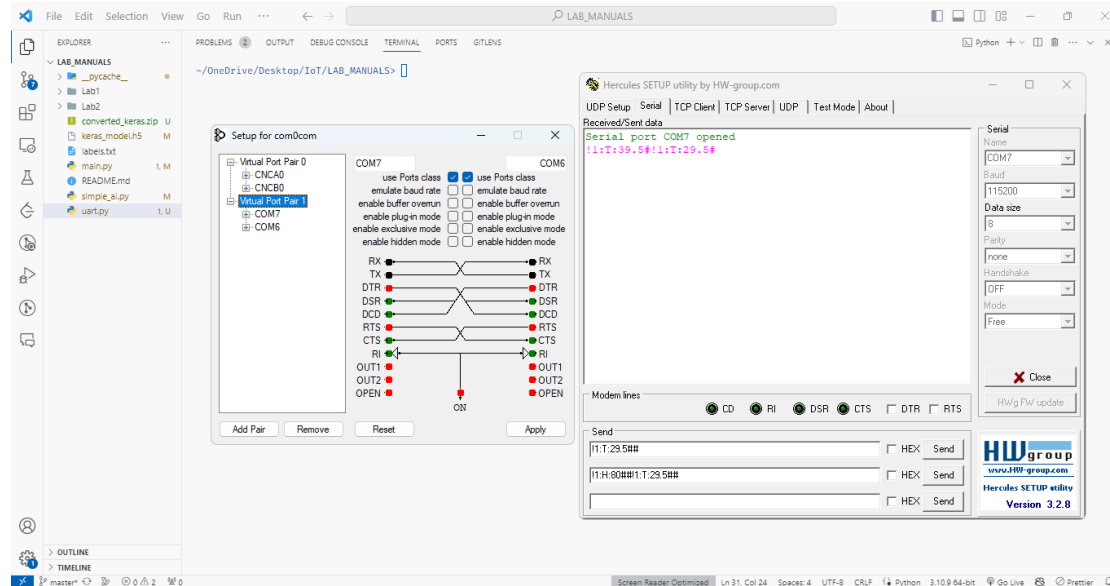 File Edit Selection View Go Run ··· LAB_MANUALS
EXPLORER ···
LAB_MANUALS
__pycache__
Lab1
Lab2
converted_keras.zip U
keras_model.h5 M
labels.txt
main.py 1, M
README.md
simple_ai.py M
uart.py 1, U
OUTLINE
TIMELINE
PROBLEMS 2 OUTPUT DEBUG CONSOLE TERMINAL PORTS GITLENS
Python
~/OneDrive/Desktop/IoT/LAB_MANUALS>
Setup for com0com
Virtual Port Pair 0
CNCA0
CNCB0
Virtual Port Pair 1
COM7
COM6
COM7 COM6
use Ports class use Ports class
emulate baud rate emulate baud rate
enable buffer overrun enable buffer overrun
enable plug-in mode enable plug-in mode
enable exclusive mode enable exclusive mode
enable hidden mode enable hidden mode
RX RX
TX TX
DTR DTR
DSR DSR
DCD DCD
RTS RTS
CTS CTS
RI RI
OUT1 OUT1
OUT2 OUT2
OPEN OPEN
ON
Add Pair Remove Reset Apply
Hercules SETUP utility by HW-group.com
UDP Setup Serial TCP Client TCP Server UDP Test Mode About
Received/Sent data
Serial port COM7 opened
!1:T:39.5#!1:T:29.5#
Serial
Name
COM7
Baud
115200
Data size
8
Parity
none
Handshake
OFF
Mode
Free
Close
HWg FW update
Modem lines
CD RI DSR CTS DTR RTS
Send
!1:T:29.5## HEX Send
!1:H:80##!1:T:29.5## HEX Send
HEX Send
HWgroup
www.HW-group.com
Hercules SETUP utility
Version 3.2.8
master* 0 2 0 Screen Reader Optimized Ln 31, Col 24 Spaces: 4 UTF-8 CRLF Python 3.10.9 64-bit Go Live Prettier